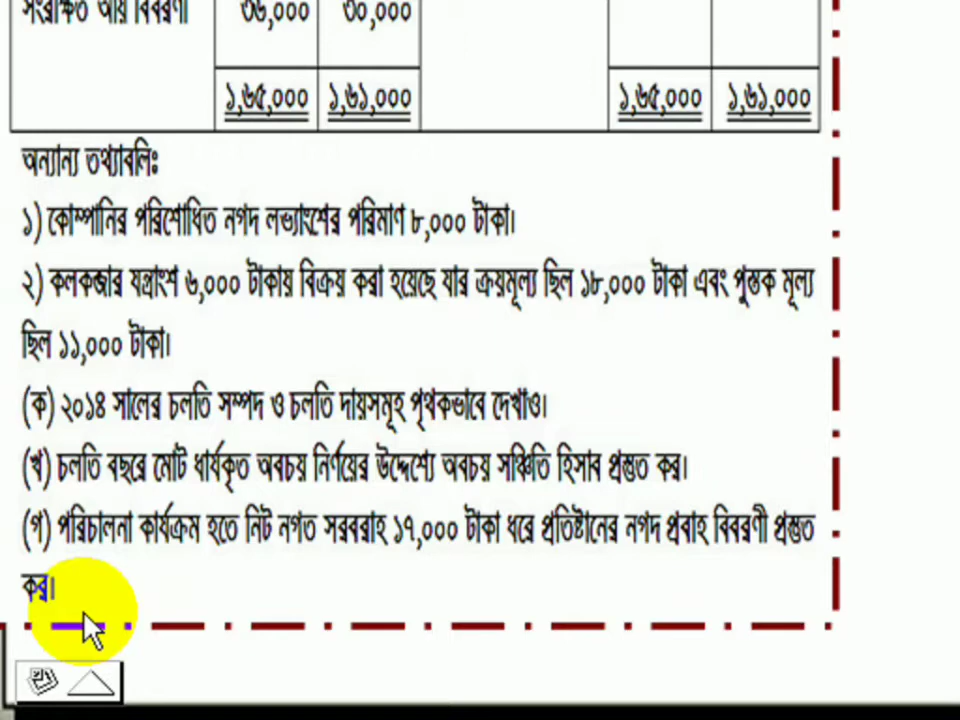 সংরক্ষিত আয় বিবরণী ৩৬,০০০ ৩০,০০০
১,৬৫,০০০ ১,৬১,০০০ ১,৬৫,০০০ ১,৬১,০০০
অন্যান্য তথ্যাবলিঃ
১) কোম্পানির পরিশোধিত নগদ লভ্যাংশের পরিমাণ ৮,০০০ টাকা।
২) কলকব্জার যন্ত্রাংশ ৬,০০০ টাকায় বিক্রয় করা হয়েছে যার ক্রয়মূল্য ছিল ১৮,০০০ টাকা এবং পুস্তক মূল্য
ছিল ১১,০০০ টাকা।
(ক) ২০১৪ সালের চলতি সম্পদ ও চলতি দায়সমূহ পৃথকভাবে দেখাও।
(খ) চলতি বছরে মোট ধার্যকৃত অবচয় নির্ণয়ের উদ্দেশ্যে অবচয় সঞ্চিতি হিসাব প্রস্তুত কর।
(গ) পরিচালনা কার্যক্রম হতে নিট নগত সরবরাহ ১৭,০০০ টাকা ধরে প্রতিষ্টানের নগদ প্রবাহ বিবরণী প্রস্তুত
কর।